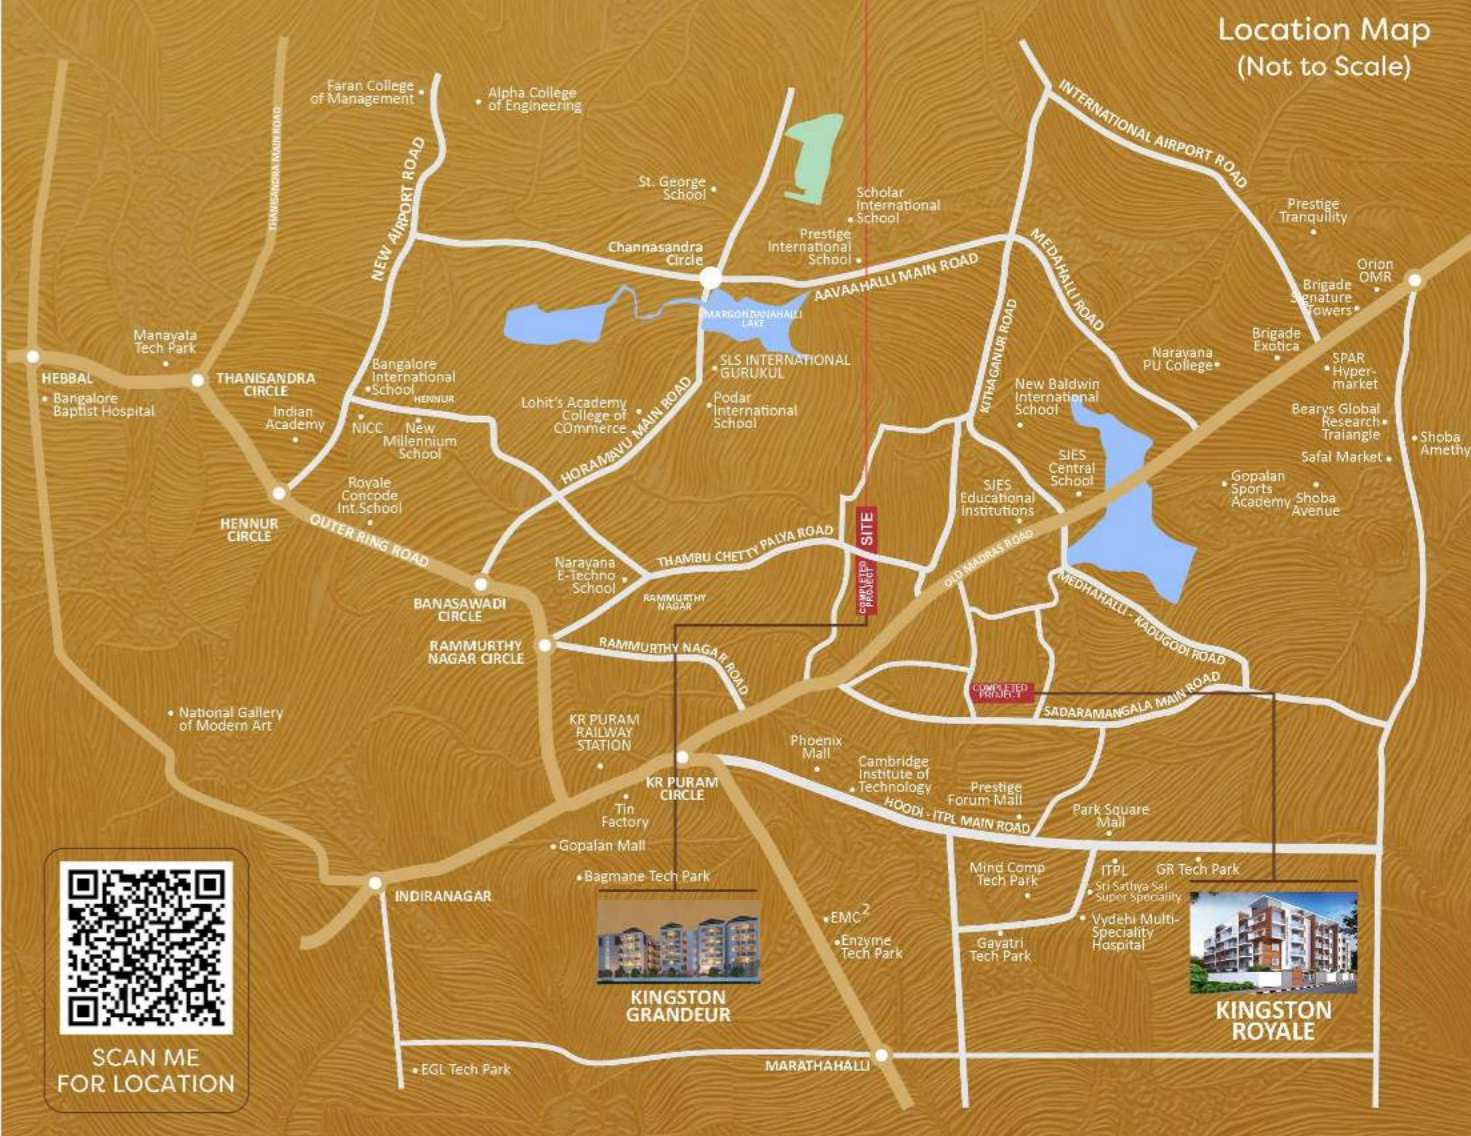 Location Map
(Not to Scale)
Faran College
of Management
Alpha College
of Engineering
THANISANDRA MAIN ROAD
NEW AIRPORT ROAD
INTERNATIONAL AIRPORT ROAD
St. George
School
Scholar
International
School
Prestige
International
School
Prestige
Tranquility
Channasandra
Circle
AAVAAHALLI MAIN ROAD
MEDAHALLI ROAD
Orion
OMR
Brigade
Signature
Towers
MARGONDANAHALLI
LAKE
KITHAGANUR ROAD
Brigade
Exotica
Manayata
Tech Park
HEBBAL
Bangalore
Baptist Hospital
THANISANDRA
CIRCLE
Bangalore
International
School
HENNUR
SLS INTERNATIONAL
GURUKUL
Narayana
PU College
SPAR
Hyper-
market
New Baldwin
International
School
Indian
Academy
NJCC
New
Millennium
School
Lohit's Academy
College of
COmmerce
HORAMAVU MAIN ROAD
Podar
International
School
Bearys Global
Research
Traiangle
Safal Market
Shoba
Amethy
SJES
Central
School
SJES
Educational
Institutions
Gopalan
Sports
Academy
Shoba
Avenue
Royale
Concode
Int.School
HENNUR
CIRCLE
OUTER RING ROAD
THAMBU CHETTY PALYA ROAD
SITE
COMPLETED
PROJECT
OLD MADRAS ROAD
Narayana
E-Techno
School
RAMMURTHY
NAGAR
BANASAWADI
CIRCLE
MEDHAHALLI - KADUGODI ROAD
RAMMURTHY
NAGAR CIRCLE
RAMMURTHY NAGAR ROAD
COMPLETED
PROJECT
SADARAMANGALA MAIN ROAD
National Gallery
of Modern Art
KR PURAM
RAILWAY
STATION
Phoenix
Mall
Cambridge
Institute of
Technology
KR PURAM
CIRCLE
Tin
Factory
Prestige
Forum Mall
HOODI - ITPL MAIN ROAD
Park Square
Mall
Gopalan Mall
Bagmane Tech Park
Mind Comp
Tech Park
ITPL
GR Tech Park
Sri Sathya Sai
Super Speciality
INDIRANAGAR
EMC2
Enzyme
Tech Park
Vydehi Multi-
Speciality
Hospital
Gayatri
Tech Park
KINGSTON
GRANDEUR
KINGSTON
ROYALE
SCAN ME
FOR LOCATION
EGL Tech Park
MARATHAHALLI